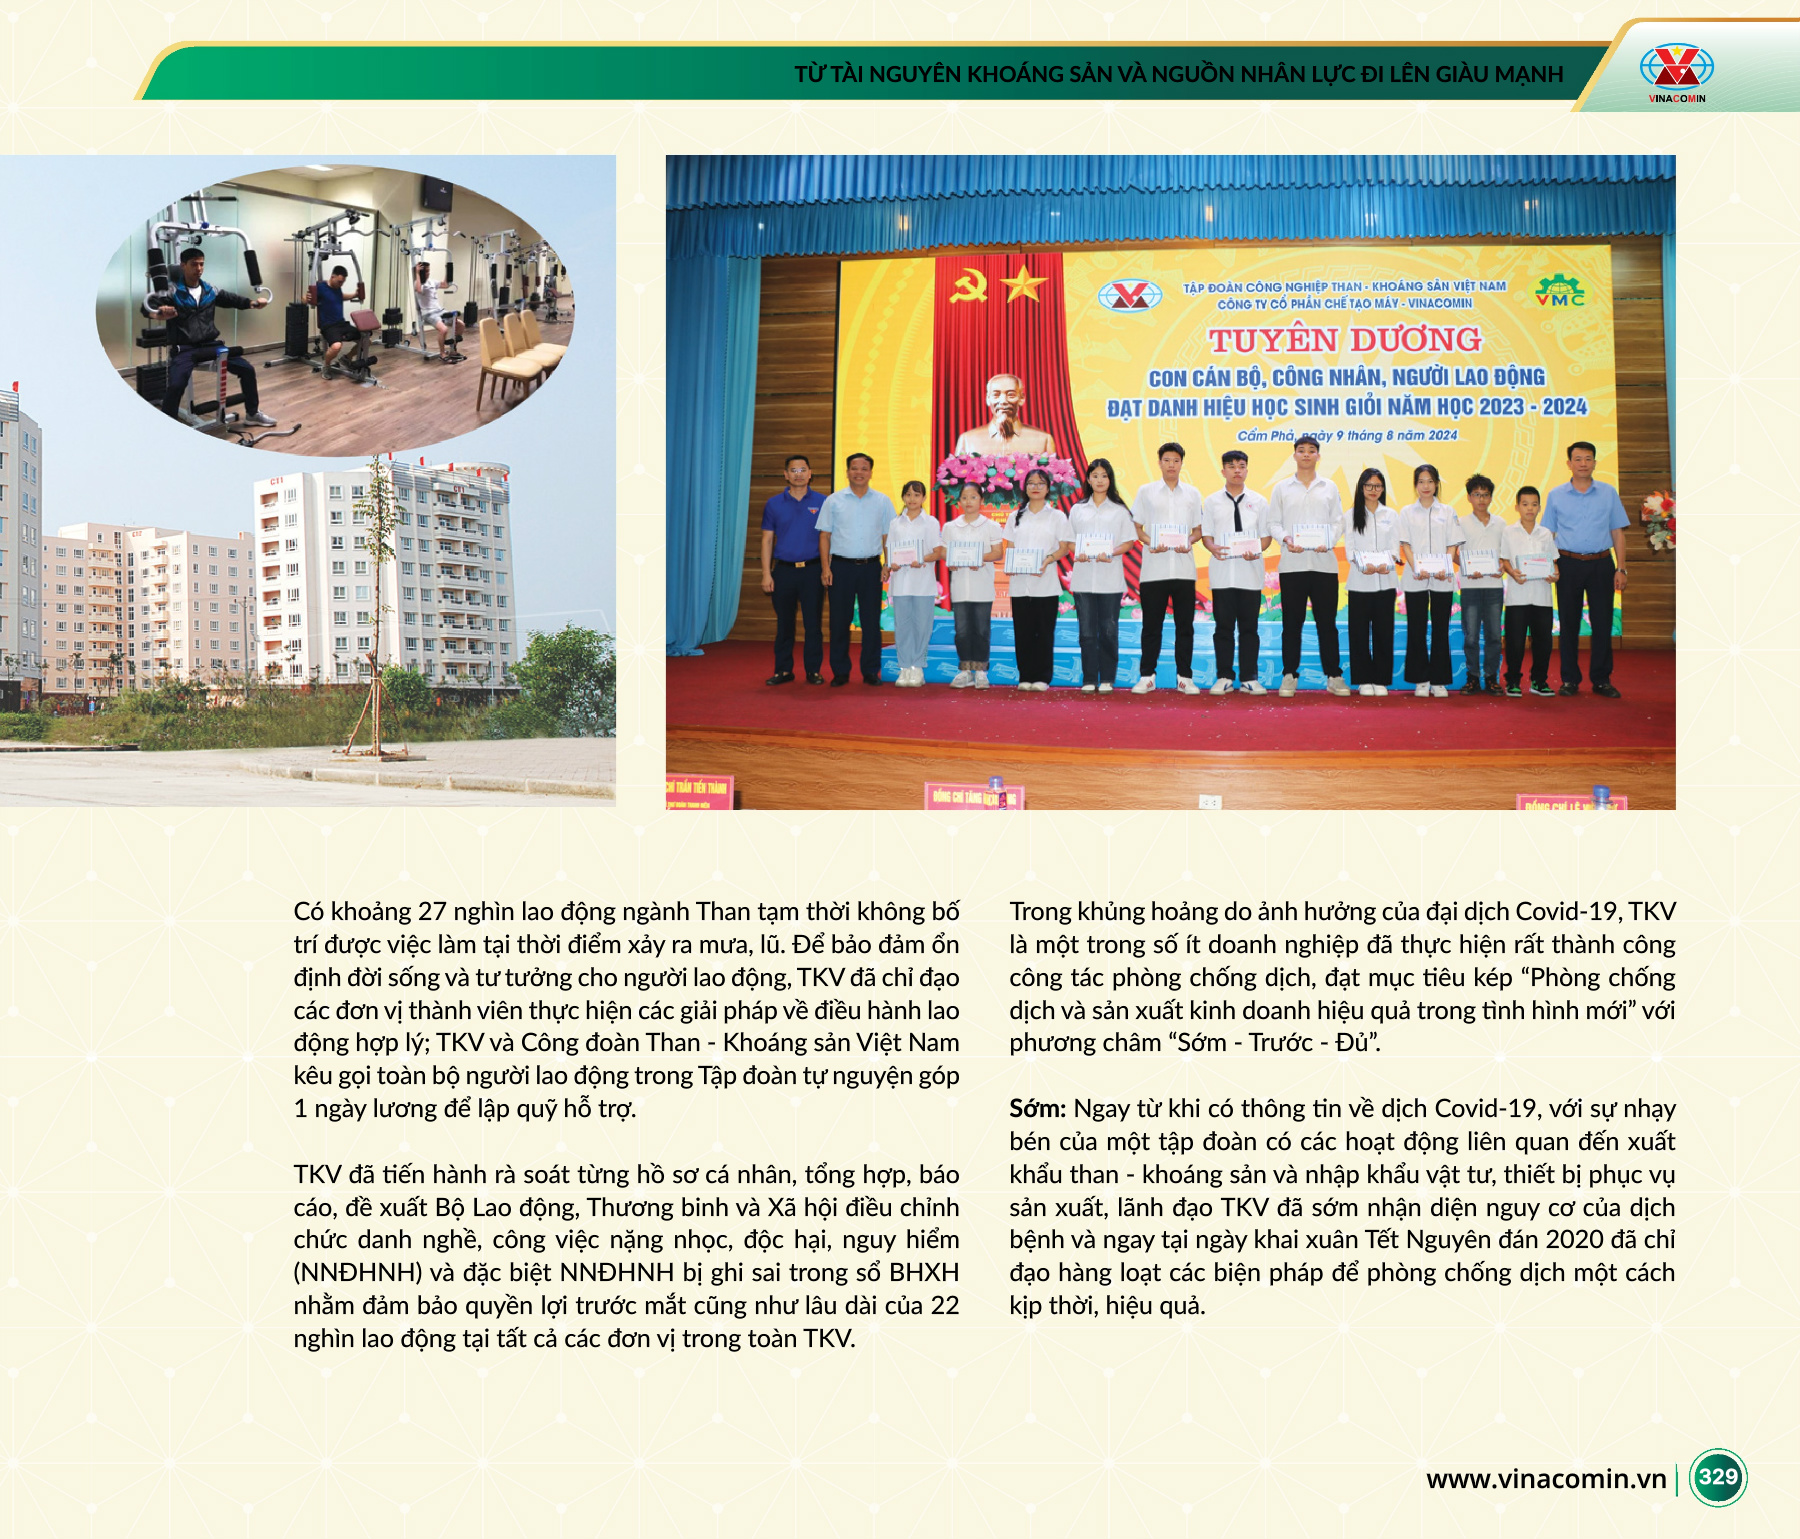 TỪ TÀI NGUYÊN KHOÁNG SẢN VÀ NGUỒN NHÂN LỰC ĐI LÊN GIÀU MẠNH
VINACOMIN
CT1
TẬP ĐOÀN CÔNG NGHIỆP THAN - KHOÁNG SẢN VIỆT NAM
CÔNG TY CỔ PHẦN CHẾ TẠO MÁY - VINACOMIN
VMC
TUYÊN DƯƠNG
CON CÁN BỘ, CÔNG NHÂN, NGƯỜI LAO ĐỘNG
ĐẠT DANH HIỆU HỌC SINH GIỎI NĂM HỌC 2023 - 2024
Cẩm Phả, ngày 9 tháng 8 năm 2024
CHÍ TRẦN TIẾN THÀNH
ĐỒNG CHÍ TĂNG
ĐỒNG CHÍ LÊ
Có khoảng 27 nghìn lao động ngành Than tạm thời không bố
trí được việc làm tại thời điểm xảy ra mưa, lũ. Để bảo đảm ổn
định đời sống và tư tưởng cho người lao động, TKV đã chỉ đạo
các đơn vị thành viên thực hiện các giải pháp về điều hành lao
động hợp lý; TKV và Công đoàn Than - Khoáng sản Việt Nam
kêu gọi toàn bộ người lao động trong Tập đoàn tự nguyện góp
1 ngày lương để lập quỹ hỗ trợ.
TKV đã tiến hành rà soát từng hồ sơ cá nhân, tổng hợp, báo
cáo, đề xuất Bộ Lao động, Thương binh và Xã hội điều chỉnh
chức danh nghề, công việc nặng nhọc, độc hại, nguy hiểm
(NNĐHNH) và đặc biệt NNĐHNH bị ghi sai trong sổ BHXH
nhằm đảm bảo quyền lợi trước mắt cũng như lâu dài của 22
nghìn lao động tại tất cả các đơn vị trong toàn TKV.
Trong khủng hoảng do ảnh hưởng của đại dịch Covid-19, TKV
là một trong số ít doanh nghiệp đã thực hiện rất thành công
công tác phòng chống dịch, đạt mục tiêu kép “Phòng chống
dịch và sản xuất kinh doanh hiệu quả trong tình hình mới” với
phương châm “Sớm - Trước - Đủ”.
Sớm: Ngay từ khi có thông tin về dịch Covid-19, với sự nhạy
bén của một tập đoàn có các hoạt động liên quan đến xuất
khẩu than - khoáng sản và nhập khẩu vật tư, thiết bị phục vụ
sản xuất, lãnh đạo TKV đã sớm nhận diện nguy cơ của dịch
bệnh và ngay tại ngày khai xuân Tết Nguyên đán 2020 đã chỉ
đạo hàng loạt các biện pháp để phòng chống dịch một cách
kịp thời, hiệu quả.
www.vinacomin.vn
329